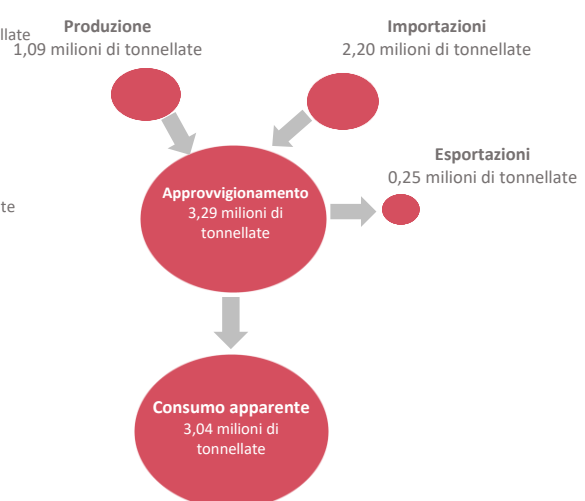 Produzione
1,09 milioni di tonnellate
Importazioni
2,20 milioni di tonnellate
Esportazioni
0,25 milioni di tonnellate
Approvvigionamento
3,29 milioni di
tonnellate
Consumo apparente
3,04 milioni di
tonnellate